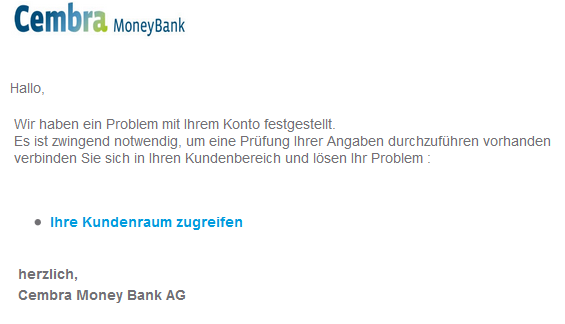 Cembra MoneyBank
Hallo,
Wir haben ein Problem mit Ihrem Konto festgestellt.
Es ist zwingend notwendig, um eine Prüfung Ihrer Angaben durchzuführen vorhanden
verbinden Sie sich in Ihren Kundenbereich und lösen Ihr Problem :
Ihre Kundenraum zugreifen
herzlich,
Cembra Money Bank AG